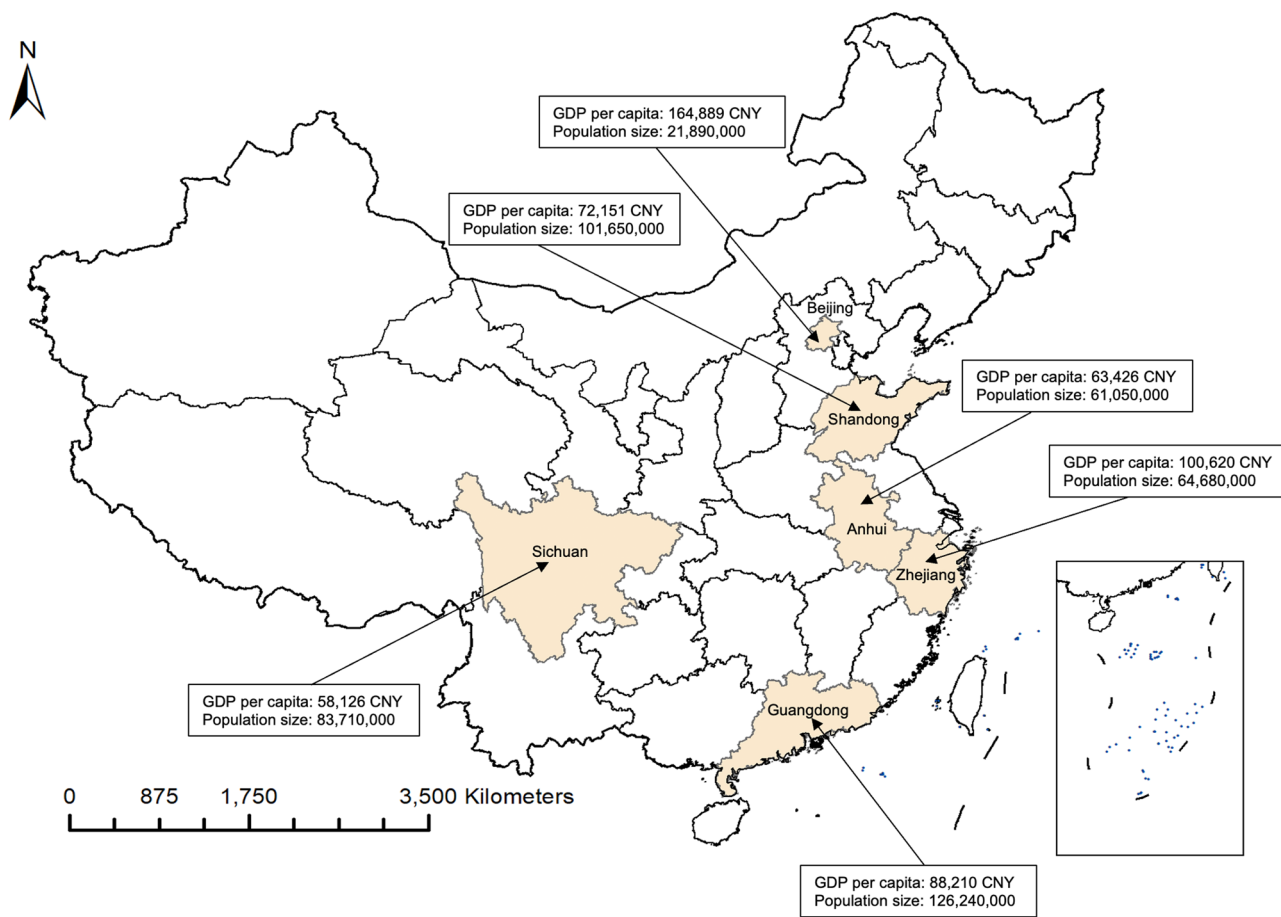 N
GDP per capita: 164,889 CNY
Population size: 21,890,000
GDP per capita: 72,151 CNY
Population size: 101,650,000
Beijing
GDP per capita: 63,426 CNY
Population size: 61,050,000
Shandong
GDP per capita: 100,620 CNY
Population size: 64,680,000
Anhui
Sichuan
Zhejiang
GDP per capita: 58,126 CNY
Population size: 83,710,000
Guangdong
0 875 1,750 3,500 Kilometers
GDP per capita: 88,210 CNY
Population size: 126,240,000